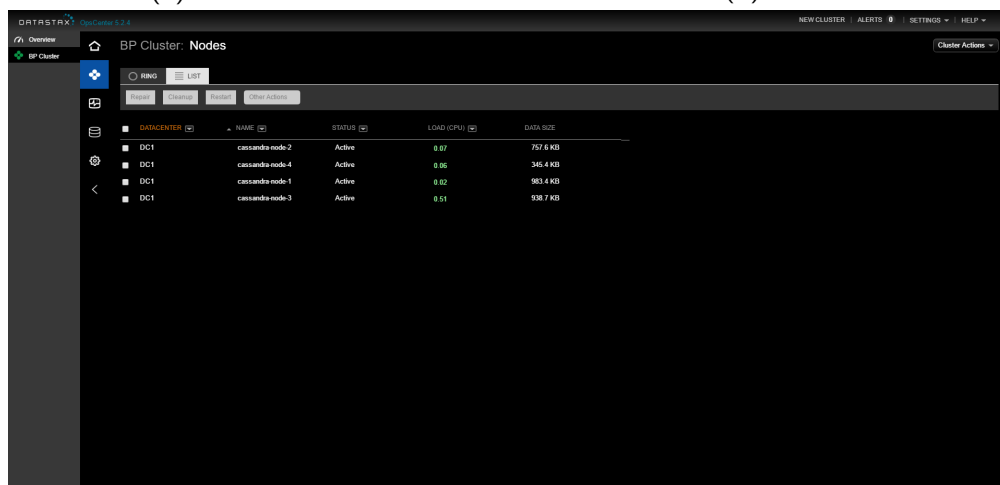 DATASTAX OpsCenter 5.2.4
NEW CLUSTER | ALERTS 0 | SETTINGS | HELP
Overview
BP Cluster
BP Cluster: Nodes
Cluster Actions
RING LIST
Repair Cleanup Restart Other Actions
DATACENTER NAME STATUS LOAD (CPU) DATA SIZE
DC1 cassandra-node-2 Active 0.07 757.6 KB
DC1 cassandra-node-4 Active 0.06 345.4 KB
DC1 cassandra-node-1 Active 0.02 983.4 KB
DC1 cassandra-node-3 Active 0.51 938.7 KB